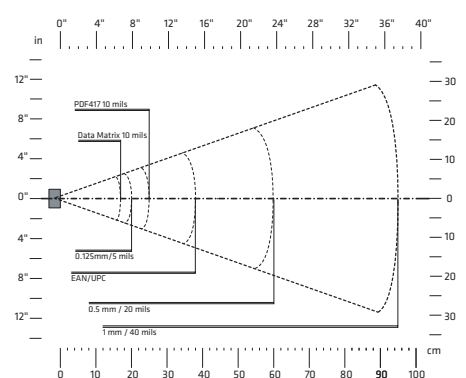 0" 4" 8" 12" 16" 20" 24" 28" 32" 35" 40"
in
12"
8"
4"
0"
4"
8"
12"
30
20
10
0
10
20
30
PDF417 10 mils
Data Matrix 10 mils
0.125mm/5 mils
EAN/UPC
0.5 mm / 20 mils
1 mm / 40 mils
cm
0 10 20 30 40 50 60 70 80 90 100